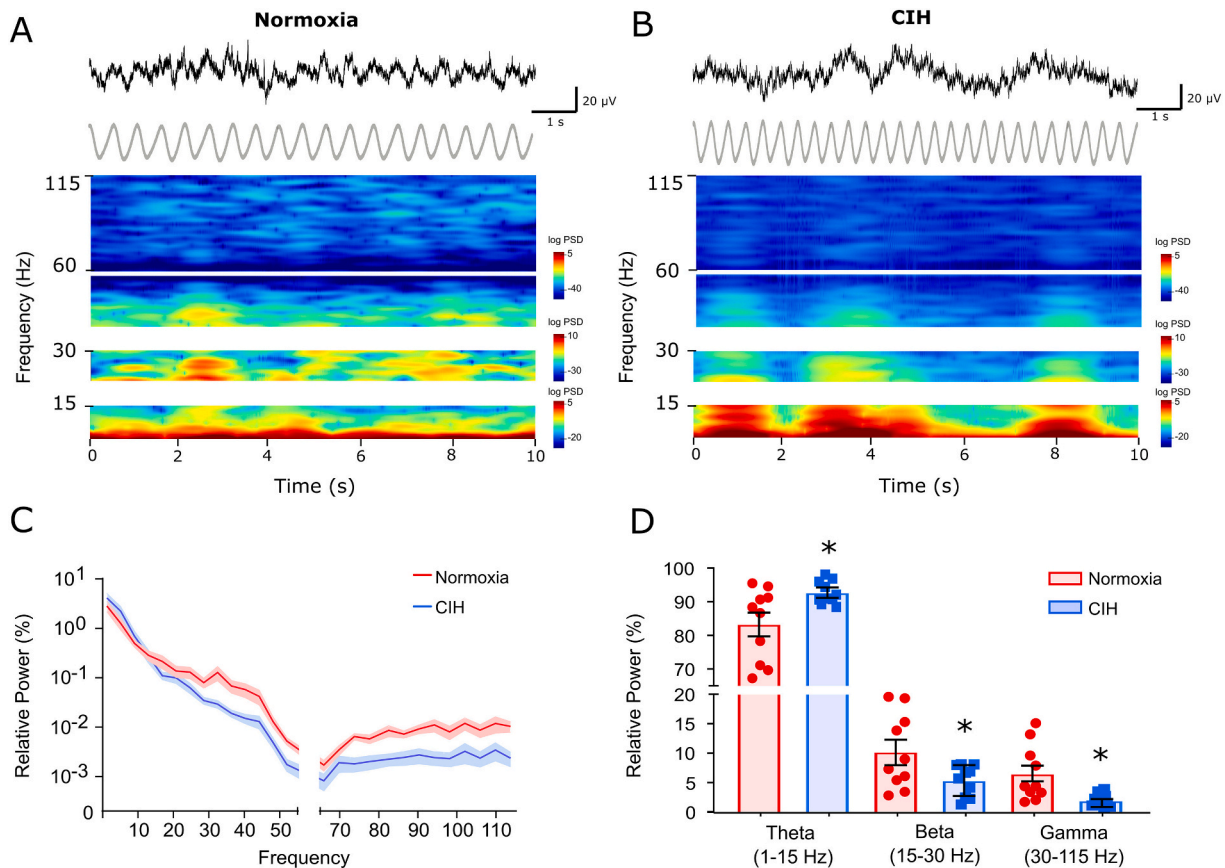 A
Normoxia
20 µV
1 s
115
60
30
15
Frequency (Hz)
log PSD
5
-40
log PSD
10
-30
log PSD
5
-20
0 2 4 6 8 10
Time (s)
B
CIH
20 µV
1 s
115
60
30
15
Frequency (Hz)
log PSD
5
-40
log PSD
10
-30
log PSD
5
-20
0 2 4 6 8 10
Time (s)
C
Normoxia
CIH
10^1
10^0
10^-1
10^-2
10^-3
0
Relative Power (%)
10 20 30 40 50 70 80 90 100 110
Frequency
D
Normoxia
CIH
* * *
100
90
80
70
20
15
10
5
0
Relative Power (%)
Theta Beta Gamma
(1-15 Hz) (15-30 Hz) (30-115 Hz)